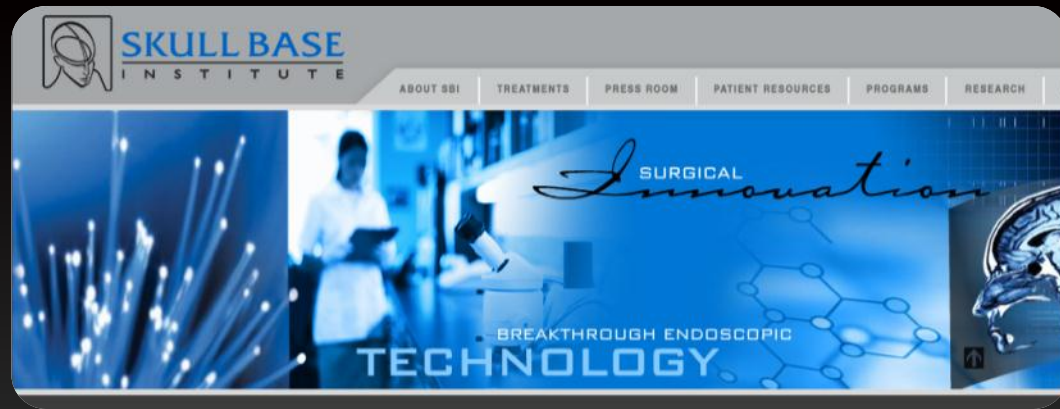 SKULL BASE
INSTITUTE
ABOUT SBI TREATMENTS PRESS ROOM PATIENT RESOURCES PROGRAMS RESEARCH
SURGICAL
Innovation
BREAKTHROUGH ENDOSCOPIC
TECHNOLOGY